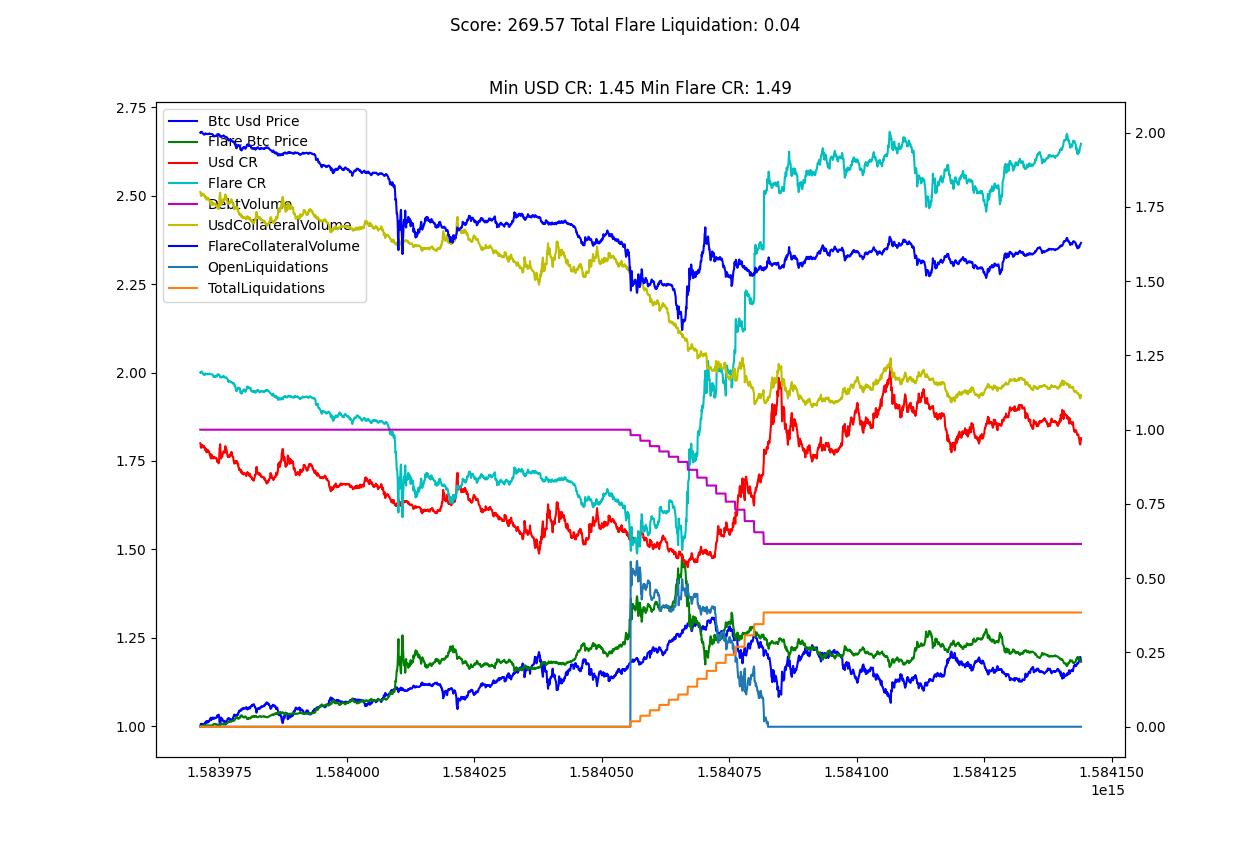 Score: 269.57 Total Flare Liquidation: 0.04
Min USD CR: 1.45 Min Flare CR: 1.49
2.75
2.50
2.25
2.00
1.75
1.50
1.25
1.00
Btc Usd Price
Flare Btc Price
Usd CR
Flare CR
DebtVolume
UsdCollateralVolume
FlareCollateralVolume
OpenLiquidations
TotalLiquidations
2.00
1.75
1.50
1.25
1.00
0.75
0.50
0.25
0.00
1.583975 1.584000 1.584025 1.584050 1.584075 1.584100 1.584125 1.584150
1e15